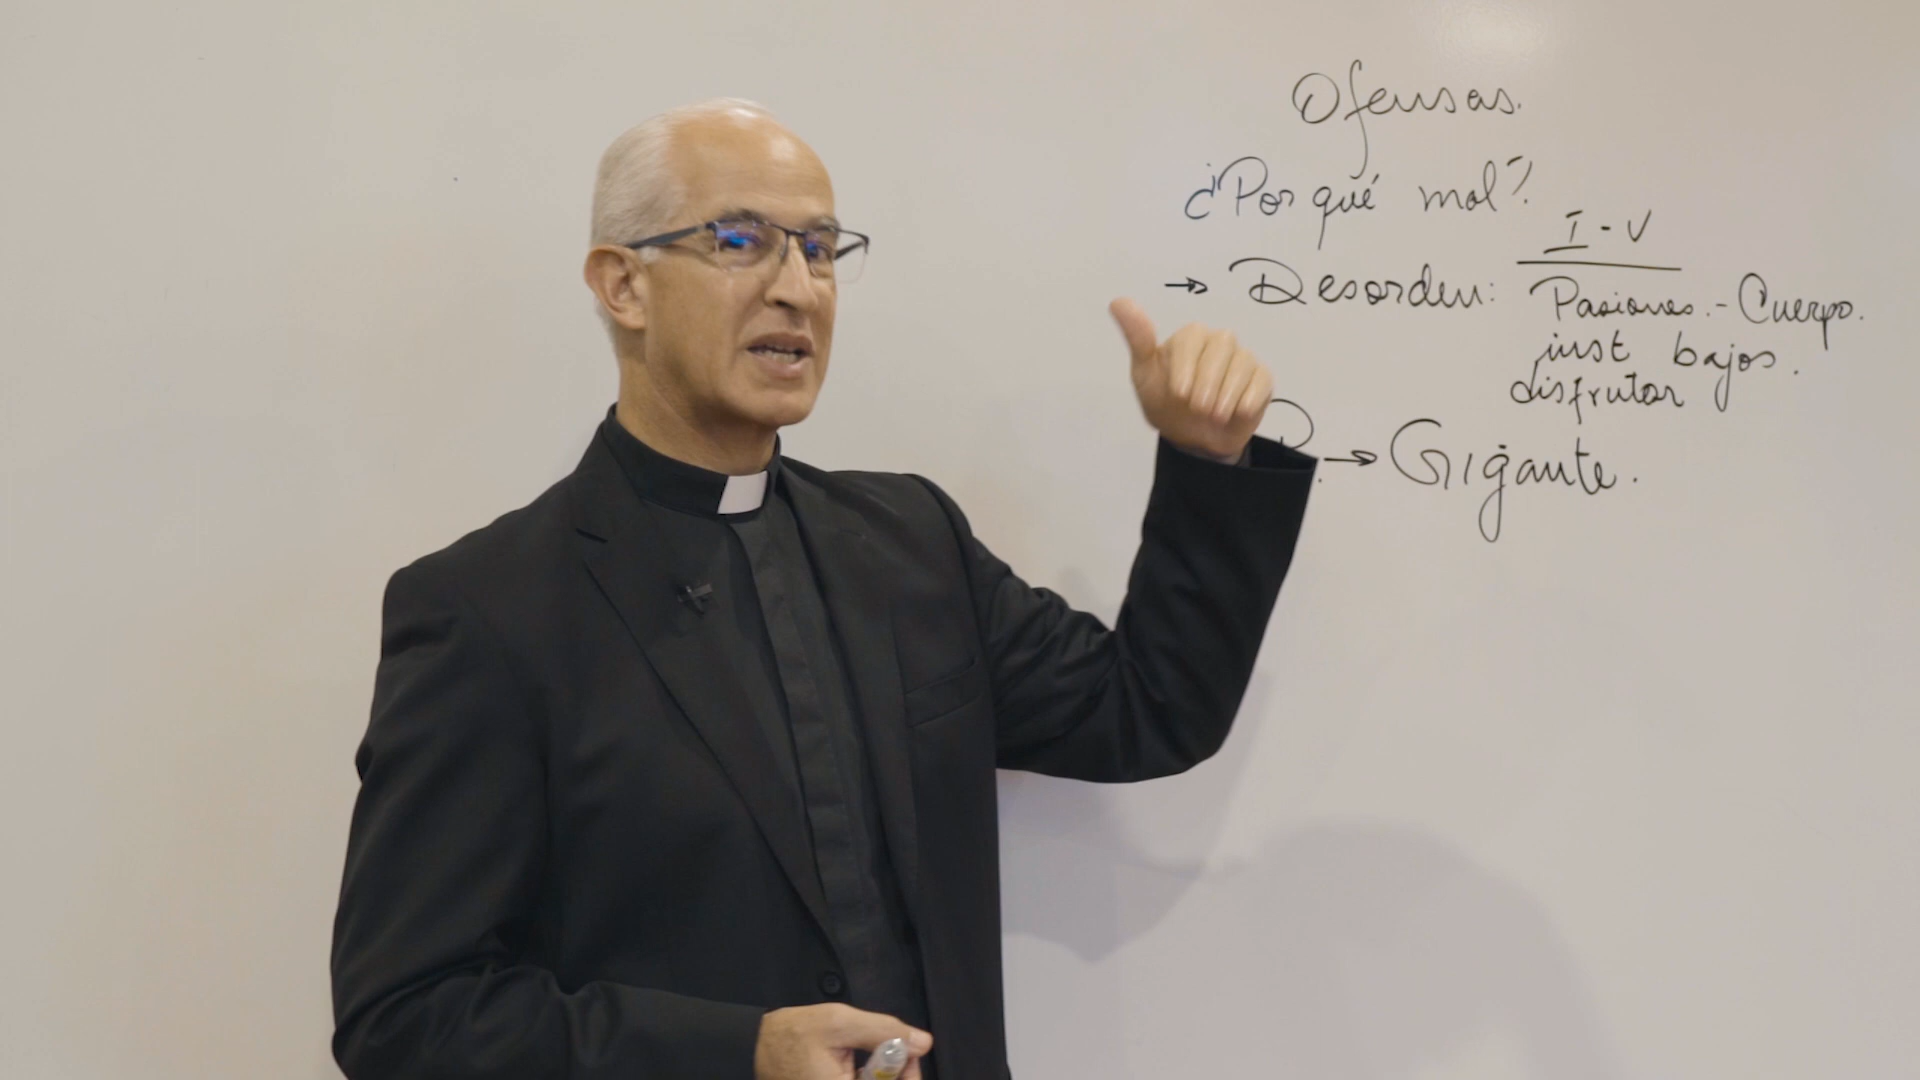 Ofensas.
¿Por qué mal?
I - V
→ Desorden: Pasiones. - Cuerpo.
inst bajos.
disfrutar
→ Gigante.